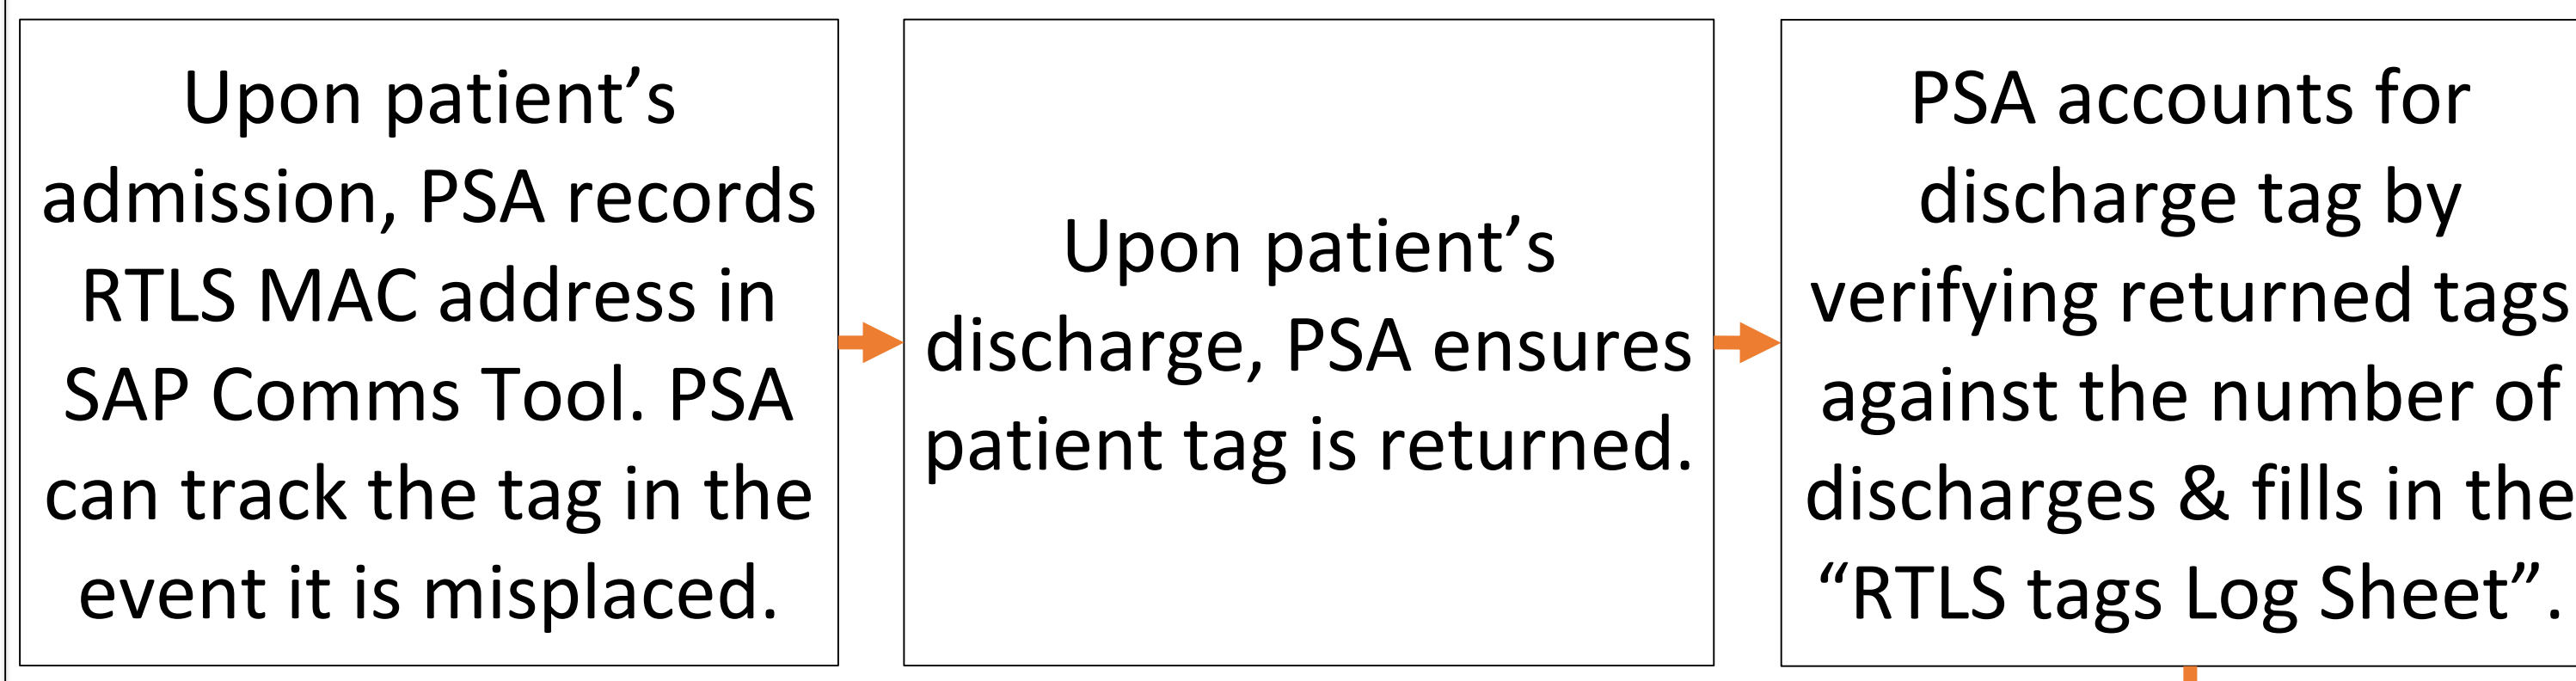 Upon patient’s
admission, PSA records
RTLS MAC address in
SAP Comms Tool. PSA
can track the tag in the
event it is misplaced.
Upon patient’s
discharge, PSA ensures
patient tag is returned.
PSA accounts for
discharge tag by
verifying returned tags
against the number of
discharges & fills in the
“RTLS tags Log Sheet”.